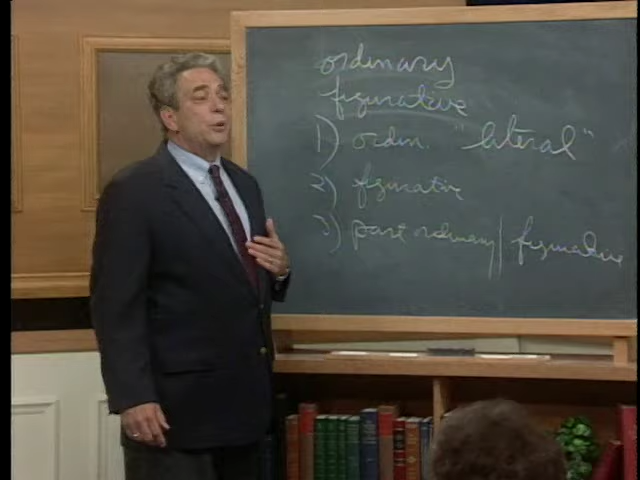 ordinary
figurative
1) ordin. "literal"
2) figurative
3) part ordinary | figurative